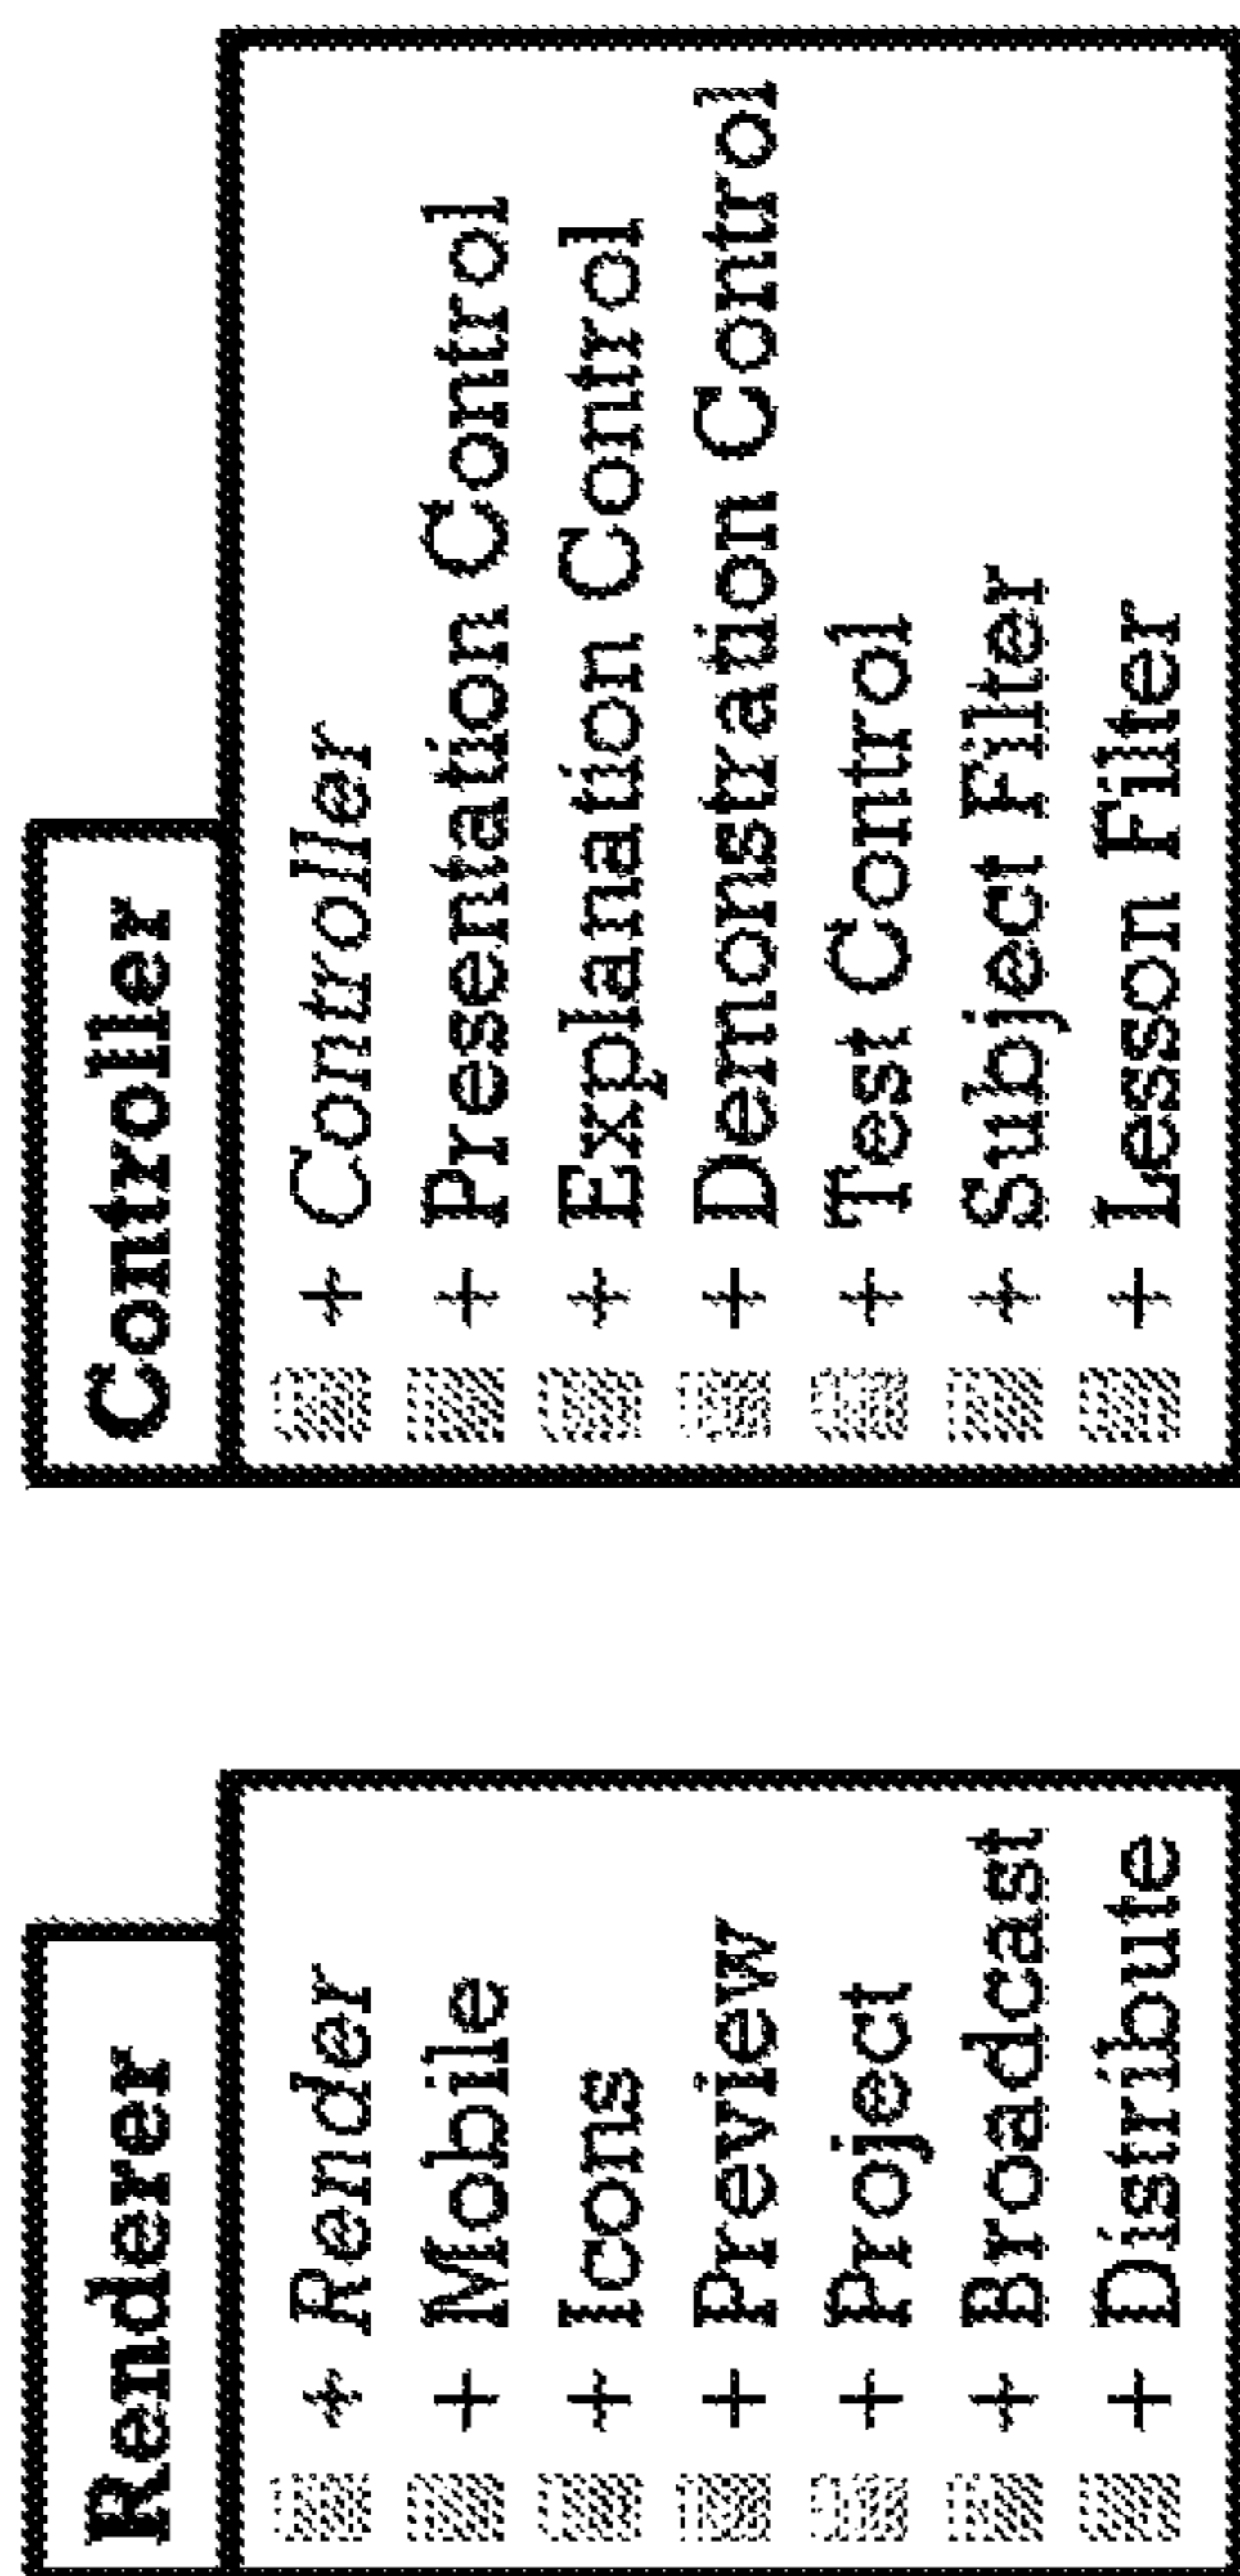 Renderer
+ Render
+ Mobile
+ Icons
+ Preview
+ Project
+ Broadcast
+ Distribute
Controller
+ Controller
+ Presentation Control
+ Explanation Control
+ Demonstration Control
+ Test Control
+ Subject Filter
+ Lesson Filter